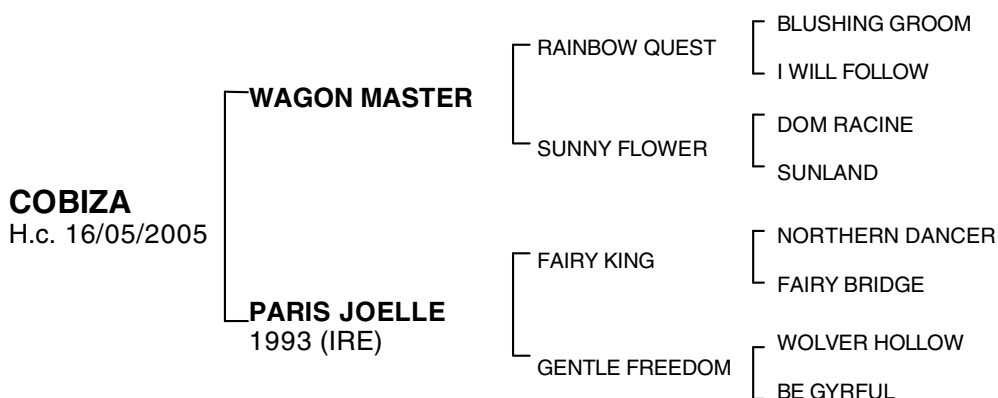 BLUSHING GROOM
RAINBOW QUEST
I WILL FOLLOW
WAGON MASTER
DOM RACINE
SUNNY FLOWER
SUNLAND
COBIZA
H.c. 16/05/2005
NORTHERN DANCER
FAIRY KING
FAIRY BRIDGE
PARIS JOELLE
1993 (IRE)
WOLVER HOLLOW
GENTLE FREEDOM
BE GYRFUL